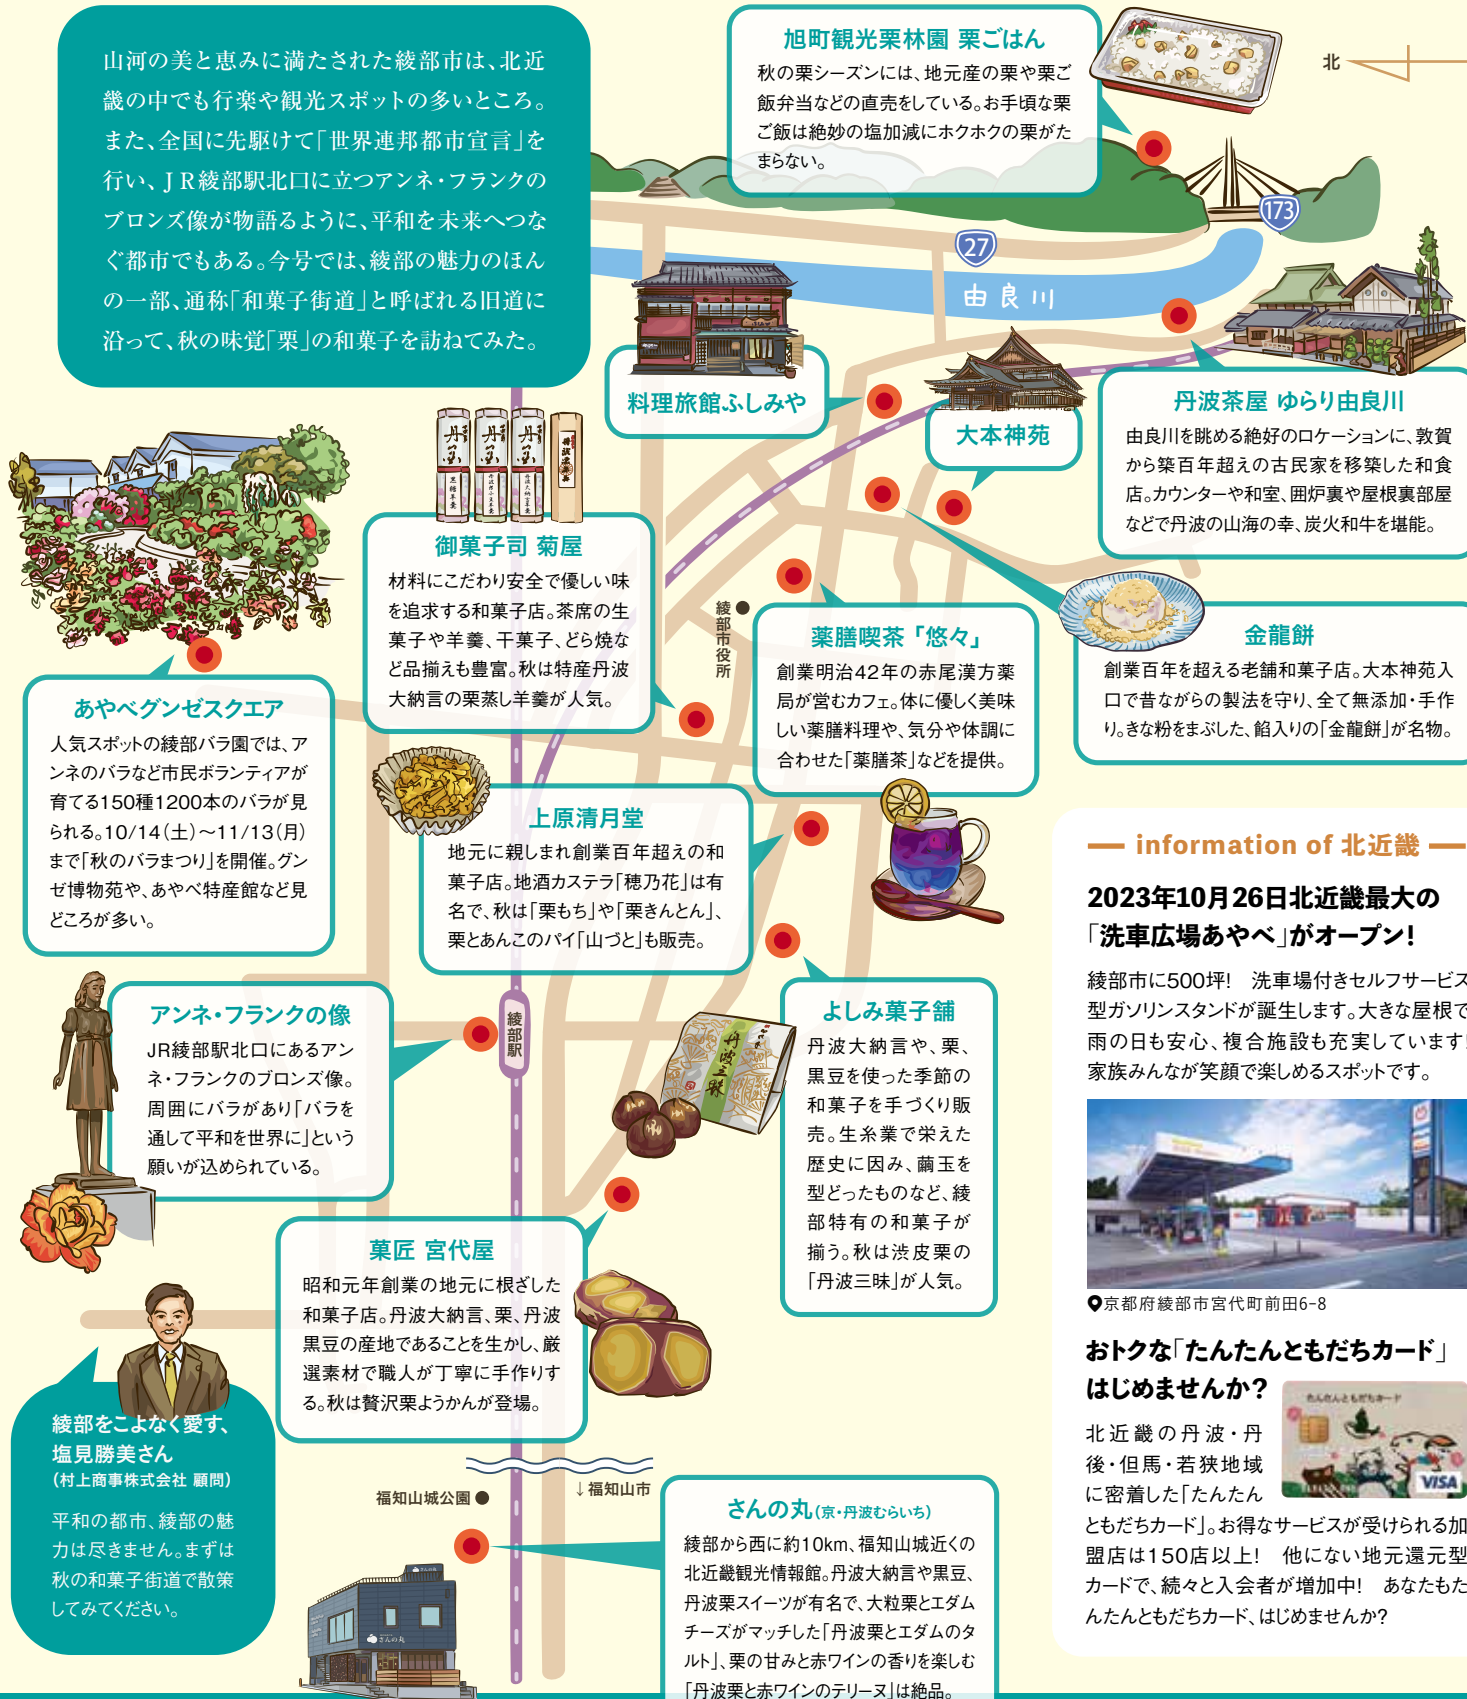 山河の美と恵みに満たされた綾部市は、北近
畿の中でも行楽や観光スポットの多いところ。
また、全国に先駆けて「世界連邦都市宣言」を
行い、ＪＲ綾部駅北口に立つアンネ・フランクの
ブロンズ像が物語るように、平和を未来へつな
ぐ都市でもある。今号では、綾部の魅力のほん
の一部、通称「和菓子街道」と呼ばれる旧道に
沿って、秋の味覚「栗」の和菓子を訪ねてみた。
旭町観光栗林園 栗ごはん
秋の栗シーズンには、地元産の栗や栗ご
飯弁当などの直売をしている。お手頃な栗
ご飯は絶妙の塩加減にホクホクの栗がた
まらない。
北
173
27
由良川
料理旅館ふしみや
大本神苑
丹波茶屋 ゆらり由良川
由良川を眺める絶好のロケーションに、敦賀
から築百年超えの古民家を移築した和食
店。カウンターや和室、囲炉裏や屋根裏部屋
などで丹波の山海の幸、炭火和牛を堪能。
御菓子司 菊屋
材料にこだわり安全で優しい味
を追求する和菓子店。茶席の生
菓子や羊羹、干菓子、どら焼な
ど品揃えも豊富。秋は特産丹波
大納言の栗蒸し羊羹が人気。
綾部市役所
薬膳喫茶「悠々」
創業明治42年の赤尾漢方薬
局が営むカフェ。体に優しく美味
しい薬膳料理や、気分や体調に
合わせた「薬膳茶」などを提供。
金龍餅
創業百年を超える老舗和菓子店。大本神苑入
口で昔ながらの製法を守り、全て無添加・手作
り。きな粉をまぶした、餡入りの「金龍餅」が名物。
あやべグンゼスクエア
人気スポットの綾部バラ園では、ア
ンネのバラなど市民ボランティアが
育てる150種1200本のバラが見
られる。10/14（土）～11/13（月）
まで「秋のバラまつり」を開催。グン
ゼ博物苑や、あやべ特産館など見
どころが多い。
上原清月堂
地元に親しまれ創業百年超えの和
菓子店。地酒カステラ「穂乃花」は有
名で、秋は「栗もち」や「栗きんとん」、
栗とあんこのパイ「山づと」も販売。
アンネ・フランクの像
JR綾部駅北口にあるアン
ネ・フランクのブロンズ像。
周囲にバラがあり「バラを
通して平和を世界に」という
願いが込められている。
綾部駅
よしみ菓子舗
丹波大納言や、栗、
黒豆を使った季節の
和菓子を手づくり販
売。生糸業で栄えた
歴史に因み、繭玉を
型どったものなど、綾
部特有の和菓子が
揃う。秋は渋皮栗の
「丹波三昧」が人気。
丹波三昧
菓匠 宮代屋
昭和元年創業の地元に根ざした
和菓子店。丹波大納言、栗、丹波
黒豆の産地であることを生かし、厳
選素材で職人が丁寧に手作りす
る。秋は贅沢栗ようかんが登場。
綾部をこよなく愛す、
塩見勝美さん
（村上商事株式会社 顧問）
平和の都市、綾部の魅
力は尽きません。まずは
秋の和菓子街道で散策
してみてください。
福知山城公園
↓福知山市
さんの丸
さんの丸（京・丹波むらいち）
綾部から西に約10km、福知山城近くの
北近畿観光情報館。丹波大納言や黒豆、
丹波栗スイーツが有名で、大粒栗とエダム
チーズがマッチした「丹波栗とエダムのタ
ルト」、栗の甘みと赤ワインの香りを楽しむ
「丹波栗と赤ワインのテリーヌ」は絶品。
information of 北近畿
2023年10月26日北近畿最大の
「洗車広場あやべ」がオープン！
綾部市に500坪！　洗車場付きセルフサービス
型ガソリンスタンドが誕生します。大きな屋根で
雨の日も安心、複合施設も充実しています！
家族みんなが笑顔で楽しめるスポットです。
京都府綾部市宮代町前田6-8
おトクな「たんたんともだちカード」
はじめませんか？
たんたんともだちカード
VISA
北近畿の丹波・丹
後・但馬・若狭地域
に密着した「たんたん
ともだちカード」。お得なサービスが受けられる加
盟店は150店以上！　他にない地元還元型
カードで、続々と入会者が増加中！　あなたもた
んたんともだちカード、はじめませんか？